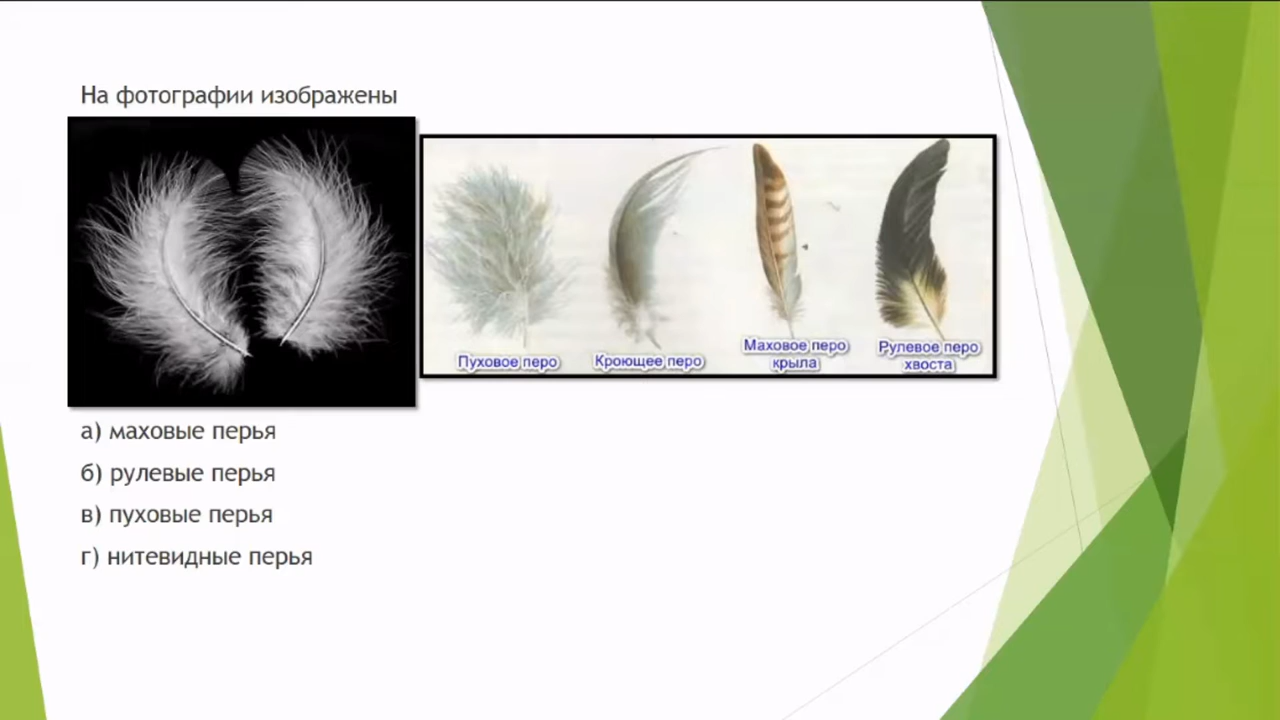 На фотографии изображены
Пуховое перо
Кроющее перо
Маховое перо
крыла
Рулевое перо
хвоста
а) маховые перья
б) рулевые перья
в) пуховые перья
г) нитевидные перья